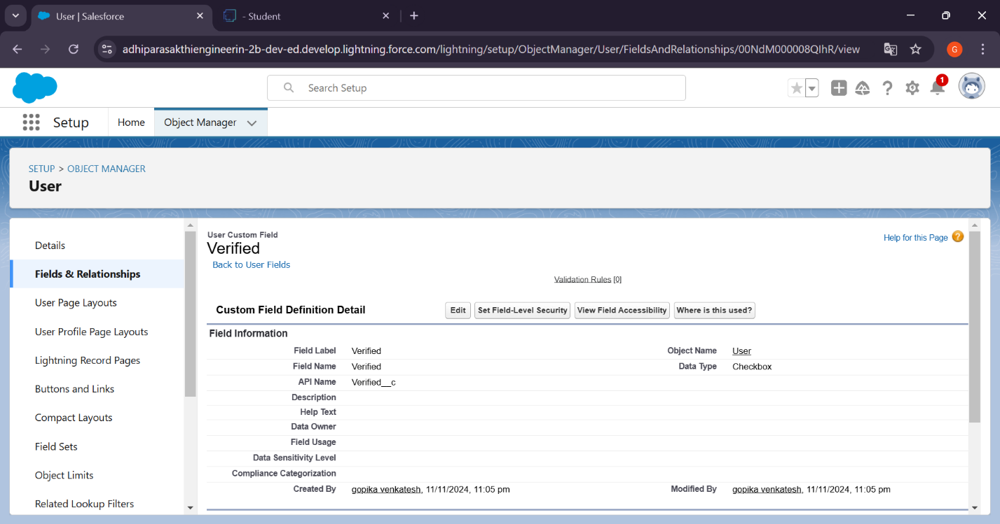 User | Salesforce
- Student
adhiparasakthiengineerin-2b-dev-ed.develop.lightning.force.com/lightning/setup/ObjectManager/User/FieldsAndRelationships/00NdM000008QIhR/view
G
Search Setup
1
Setup
Home
Object Manager
SETUP > OBJECT MANAGER
User
Details
Fields & Relationships
User Page Layouts
User Profile Page Layouts
Lightning Record Pages
Buttons and Links
Compact Layouts
Field Sets
Object Limits
Related Lookup Filters
User Custom Field
Verified
Help for this Page ?
Back to User Fields
Validation Rules [0]
Custom Field Definition Detail
Edit Set Field-Level Security View Field Accessibility Where is this used?
Field Information
Field Label Verified Object Name User
Field Name Verified Data Type Checkbox
API Name Verified__c
Description
Help Text
Data Owner
Field Usage
Data Sensitivity Level
Compliance Categorization
Created By gopika venkatesh, 11/11/2024, 11:05 pm Modified By gopika venkatesh, 11/11/2024, 11:05 pm